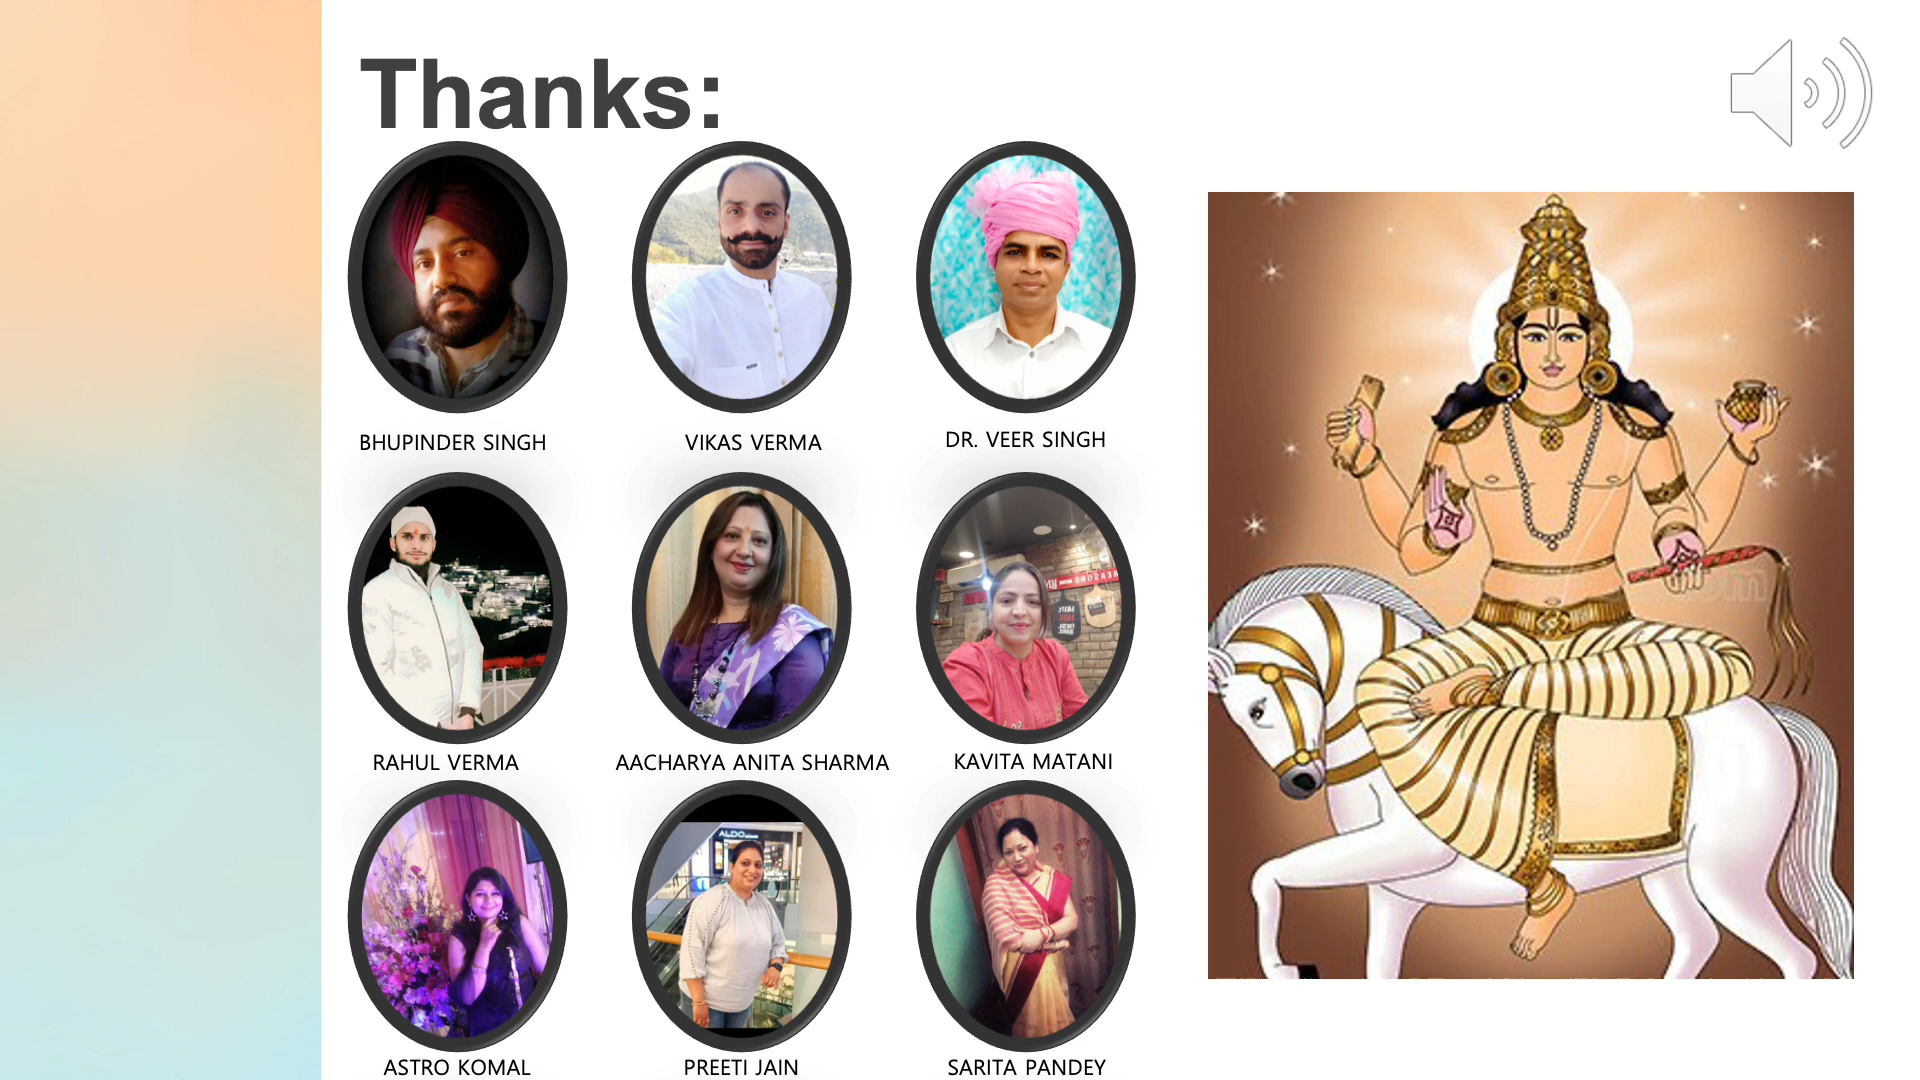 Thanks:
BHUPINDER SINGH
VIKAS VERMA
DR. VEER SINGH
RAHUL VERMA
AACHARYA ANITA SHARMA
KAVITA MATANI
ALDO
ASTRO KOMAL
PREETI JAIN
SARITA PANDEY